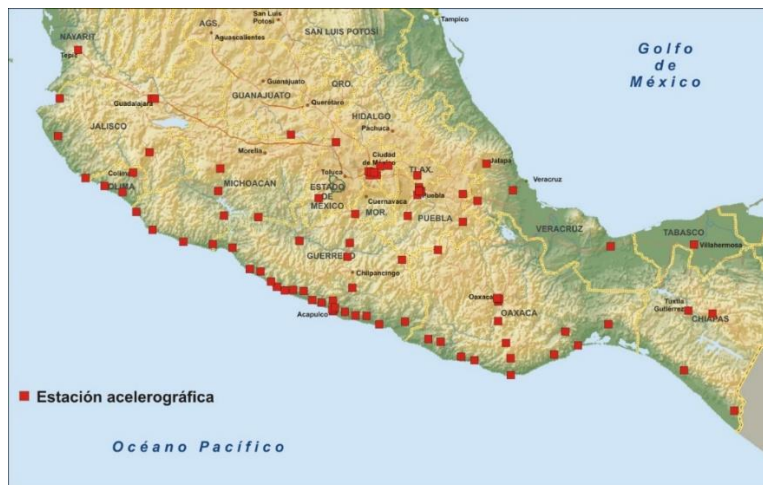 San Luis
Potosí
Tampico
AGS.
SAN LUIS POTOSÍ
NAYARIT
Aguascalientes
Golfo
de
México
Tepic
Guanajuato
QRO.
GUANAJUATO
Querétaro
Guadalajara
HIDALGO
JALISCO
Pachuca
Morelia
Ciudad
de México
TLAX.
Jalapa
Colima
Toluca
COLIMA
MICHOACÁN
ESTADO
DE
MÉXICO
Cuernavaca
Puebla
Veracruz
MOR.
PUEBLA
VERACRUZ
TABASCO
Villahermosa
GUERRERO
Chilpancingo
Oaxaca
Tuxtla
Gutiérrez
OAXACA
CHIAPAS
Acapulco
Estación acelerográfica
Océano Pacífico